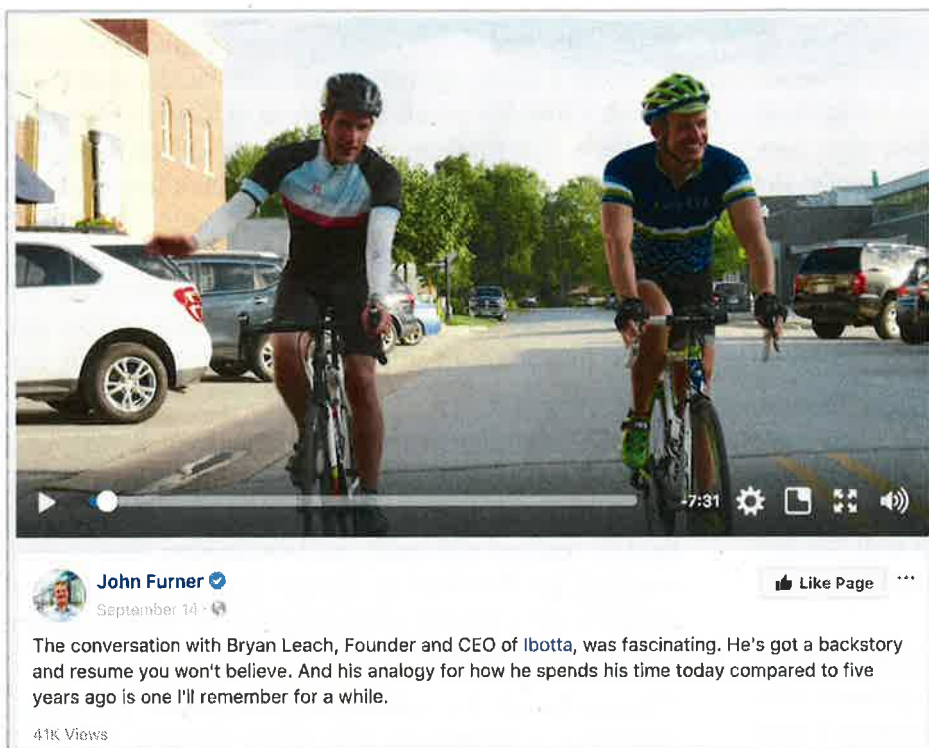 -7:31
John Furner
Like Page
September 14
The conversation with Bryan Leach, Founder and CEO of Ibotta, was fascinating. He's got a backstory
and resume you won't believe. And his analogy for how he spends his time today compared to five
years ago is one I'll remember for a while.
41K Views